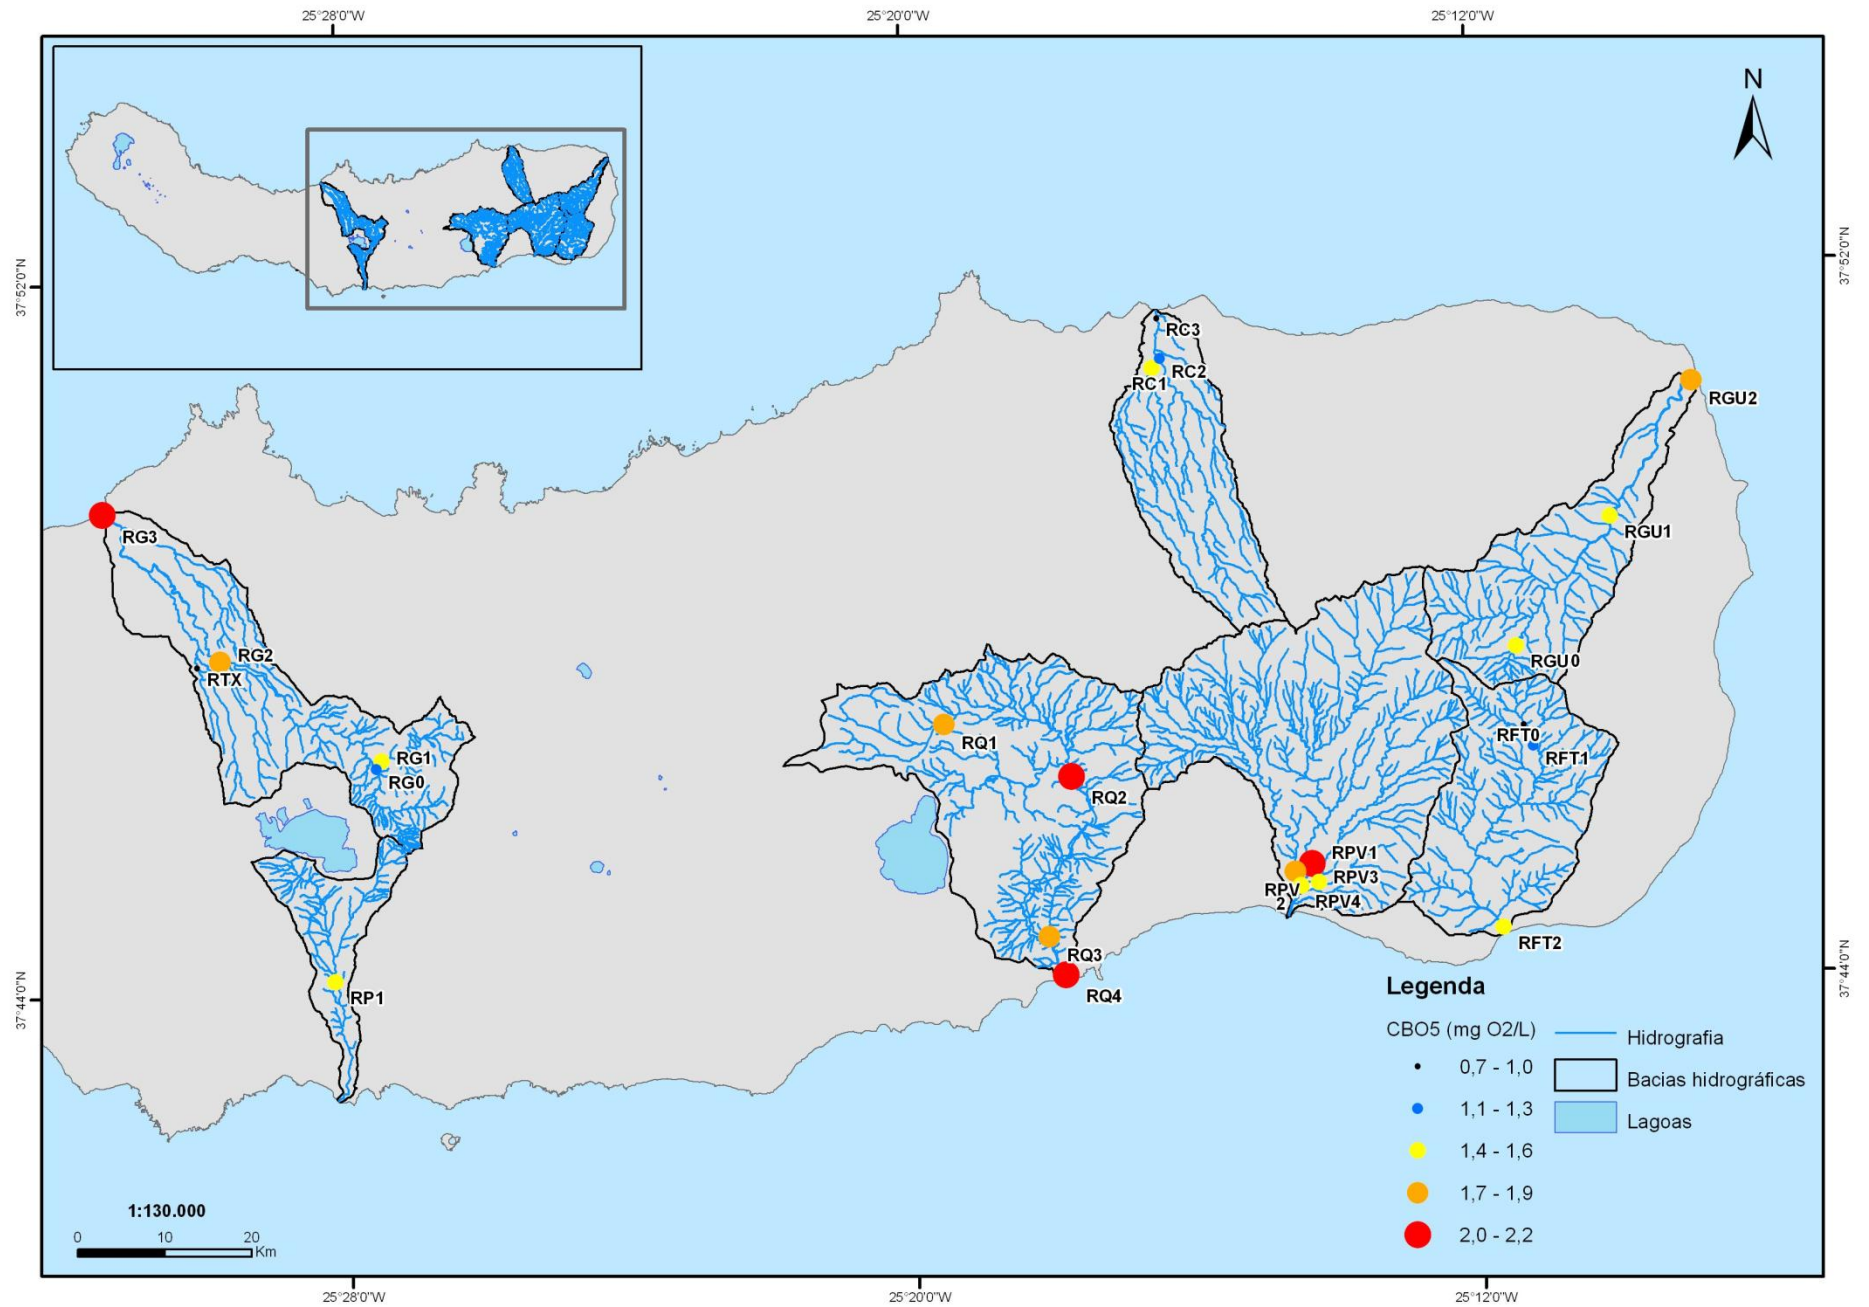 25°28'0"W
25°20'0"W
25°12'0"W
N
37°52'0"N
37°52'0"N
RC3
RC2
RC1
RGU2
RG3
RGU1
RG2
RTX
RGU0
RQ1
RFT0
RFT1
RG1
RG0
RQ2
RPV1
RPV3
RPV
2
RPV4
RFT2
RQ3
RQ4
RP1
37°44'0"N
37°44'0"N
Legenda
CBO5 (mg O2/L)
0,7 - 1,0
1,1 - 1,3
1,4 - 1,6
1,7 - 1,9
2,0 - 2,2
Hidrografia
Bacias hidrográficas
Lagoas
1:130.000
0 10 20
Km
25°28'0"W
25°20'0"W
25°12'0"W